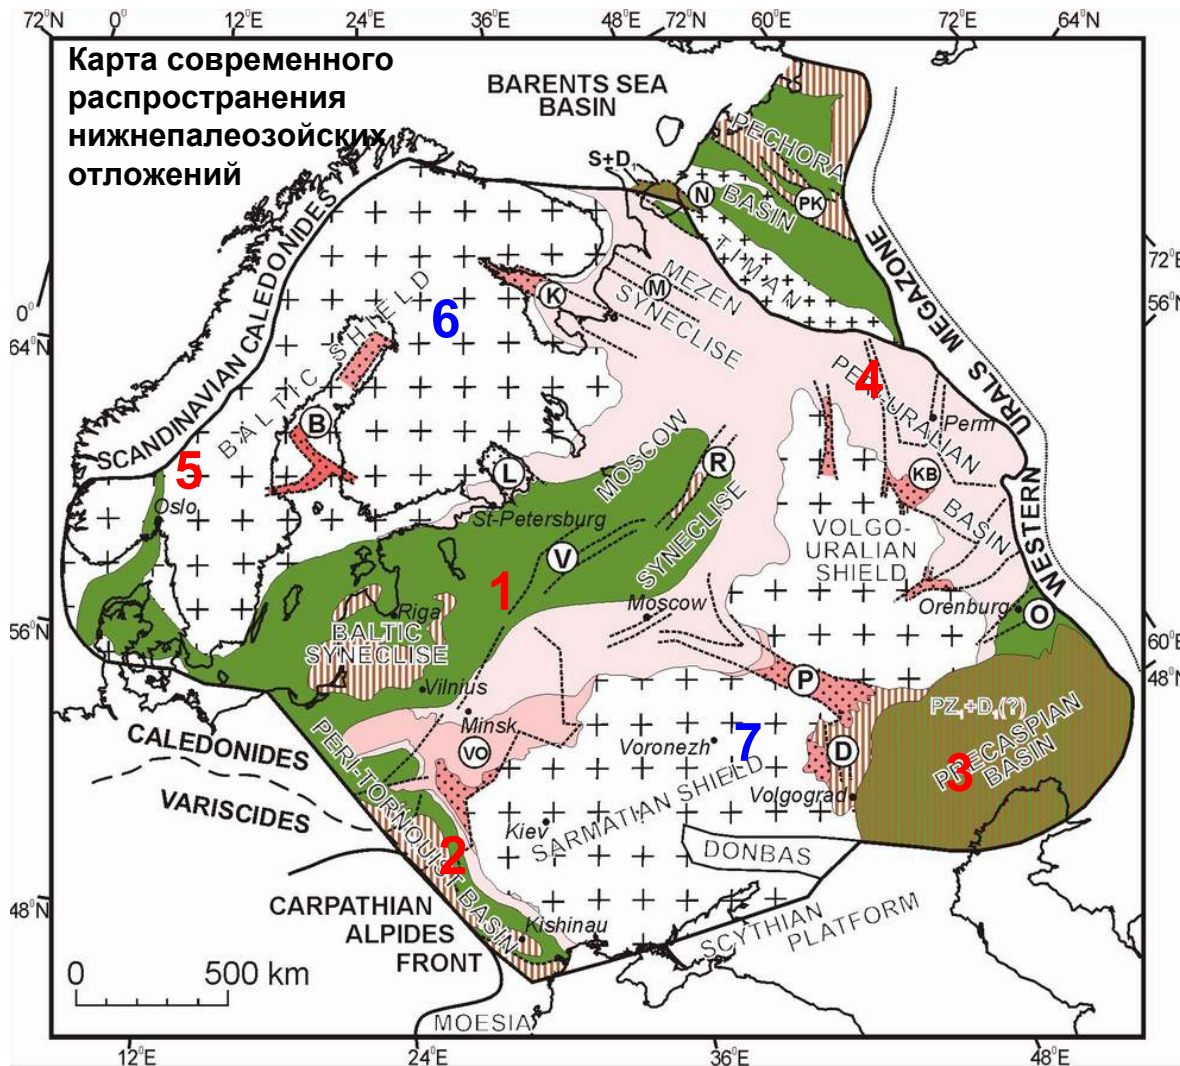 72°N
0°
12°E
24°E
36°E
48°E
72°N
60°E
72°E
64°N
Карта современного
распространения
нижнепалеозойских
отложений
BARENTS SEA
BASIN
PECHORA
BASIN
S+D₁
N
PK
TIMAN
MEZEN
SYNECLISE
M
K
6
BALTIC SHIELD
SCANDINAVIAN CALEDONIDES
WESTERN URALS MEGAZONE
72°E
56°N
0°
64°N
4
PERI-URALIAN
BASIN
Perm
KB
B
5
Oslo
L
St-Petersburg
MOSCOW
SYNECLISE
R
V
1
VOLGO-
URALIAN
SHIELD
Orenburg
O
Moscow
Riga
BALTIC
SYNECLISE
Vilnius
Minsk
VO
56°N
60°E
48°N
P
PZ₁+D₁(?)
PRECASPIAN
BASIN
3
D
Voronezh
7
Volgograd
SARMATIAN SHIELD
Kiev
DONBAS
CALEDONIDES
VARISCIDES
PERI-TORNQUIST BASIN
2
48°N
CARPATHIAN
ALPIDES
FRONT
Kishinau
SCYTHIAN
PLATFORM
0
500 km
MOESIA
12°E
24°E
36°E
48°E